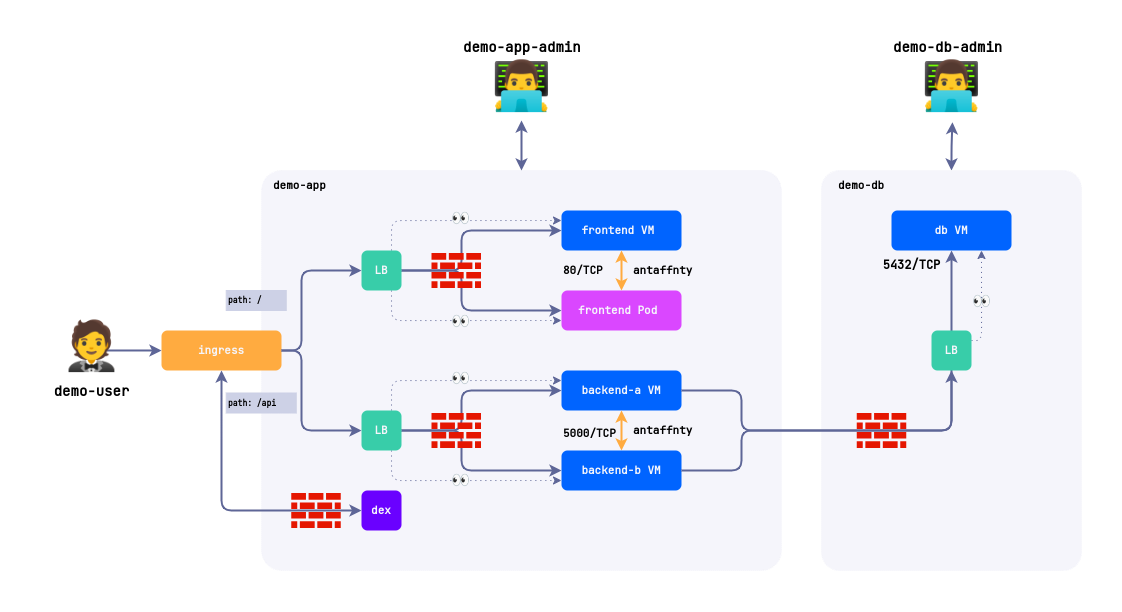 demo-app-admin
demo-db-admin
demo-app
demo-db
frontend VM
db VM
LB
80/TCP
antaffnty
5432/TCP
path: /
frontend Pod
demo-user
ingress
LB
path: /api
backend-a VM
LB
5000/TCP
antaffnty
backend-b VM
dex